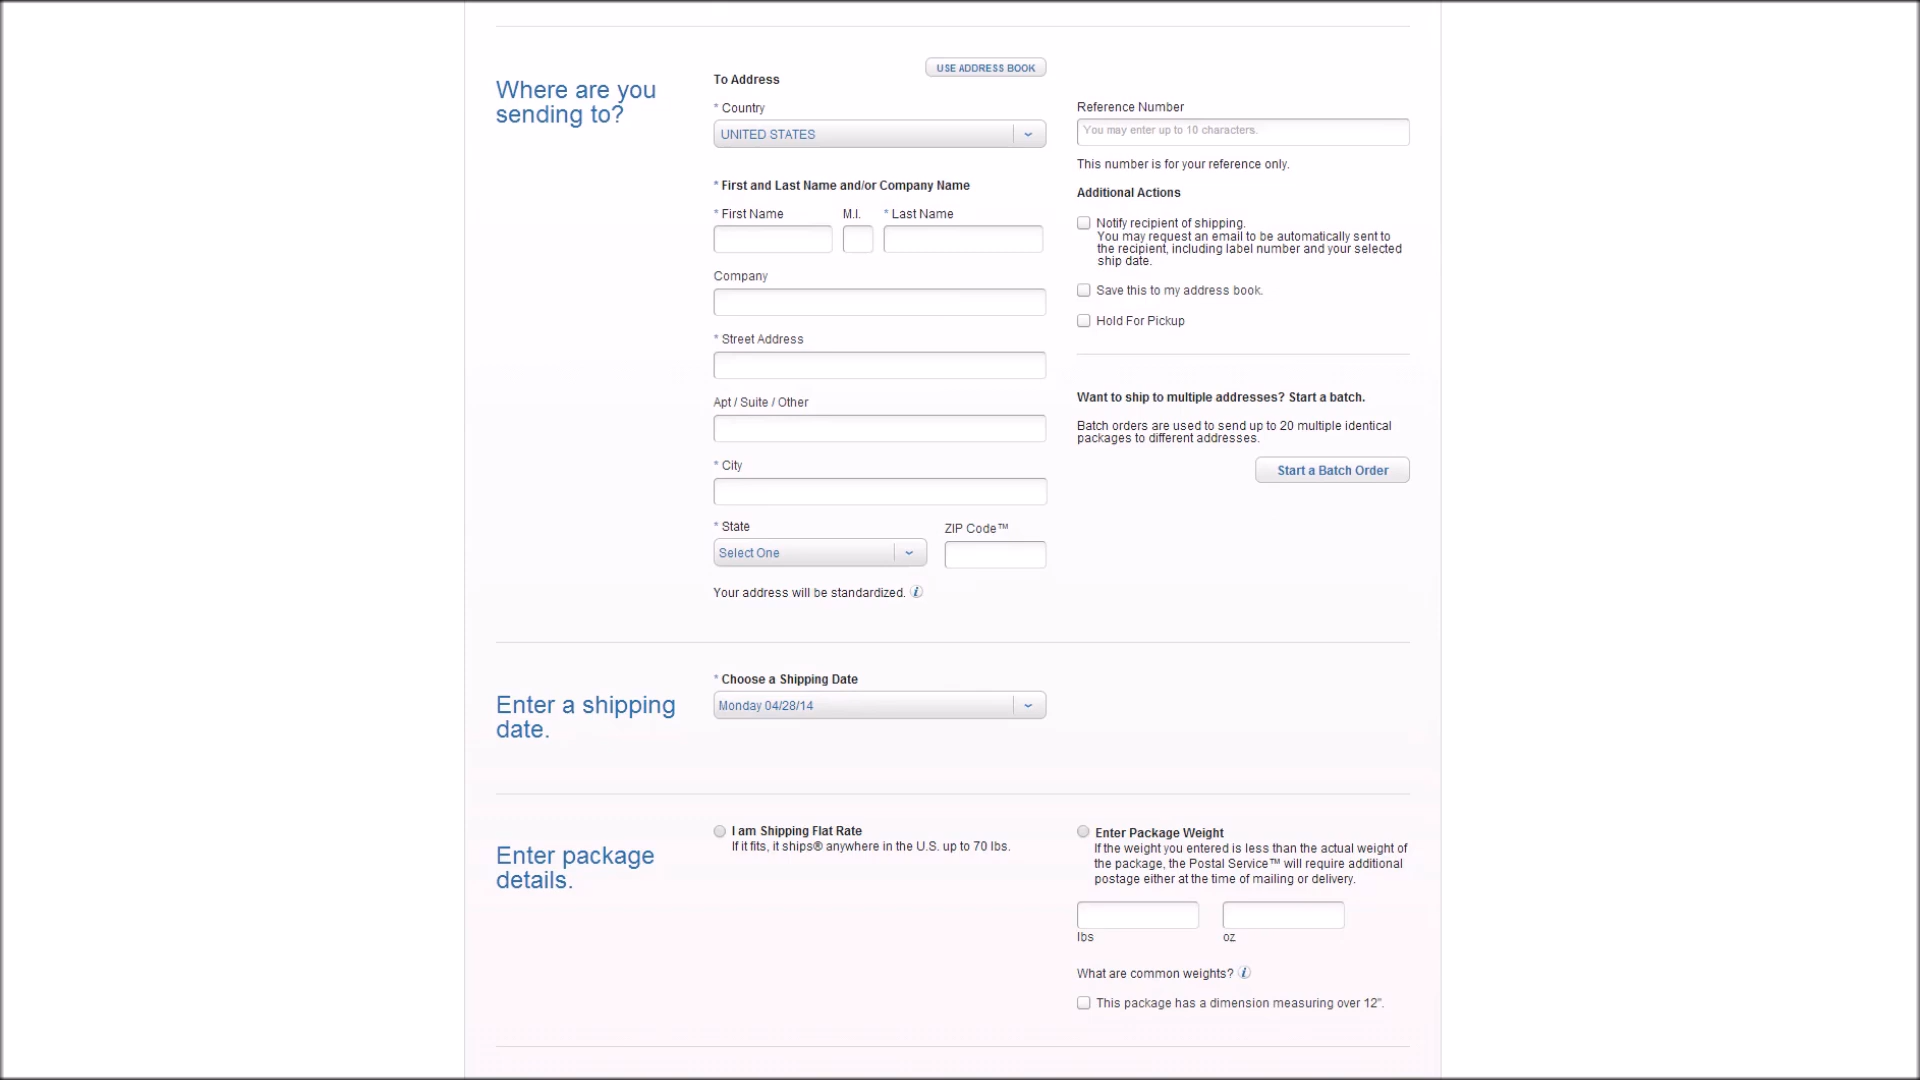 Where are you
sending to?
To Address
USE ADDRESS BOOK
* Country
UNITED STATES
* First and Last Name and/or Company Name
* First Name
M.I.
* Last Name
Company
* Street Address
Apt / Suite / Other
* City
* State
ZIP Code™
Select One
Your address will be standardized. i
Reference Number
You may enter up to 10 characters.
This number is for your reference only.
Additional Actions
Notify recipient of shipping.
You may request an email to be automatically sent to
the recipient, including label number and your selected
ship date.
Save this to my address book.
Hold For Pickup
Want to ship to multiple addresses? Start a batch.
Batch orders are used to send up to 20 multiple identical
packages to different addresses.
Start a Batch Order
Enter a shipping
date.
* Choose a Shipping Date
Monday 04/28/14
Enter package
details.
I am Shipping Flat Rate
If it fits, it ships® anywhere in the U.S. up to 70 lbs.
Enter Package Weight
If the weight you entered is less than the actual weight of
the package, the Postal Service™ will require additional
postage either at the time of mailing or delivery.
lbs
oz
What are common weights? i
This package has a dimension measuring over 12".